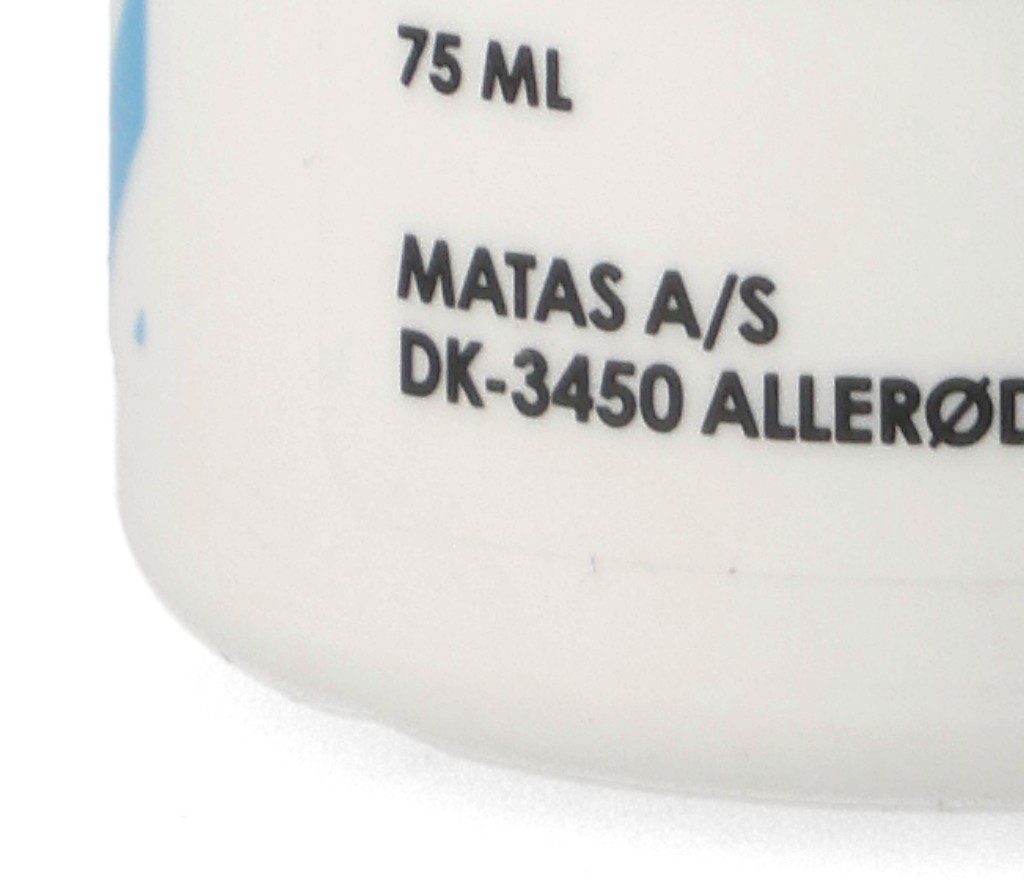 75 ML
MATAS A/S
DK-3450 ALLERØD